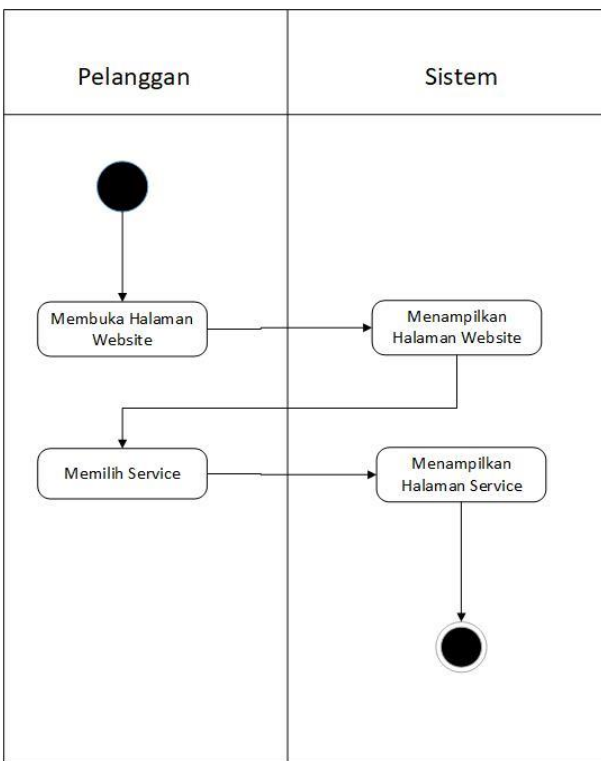 Pelanggan
Sistem
Membuka Halaman
Website
Menampilkan
Halaman Website
Memilih Service
Menampilkan
Halaman Service